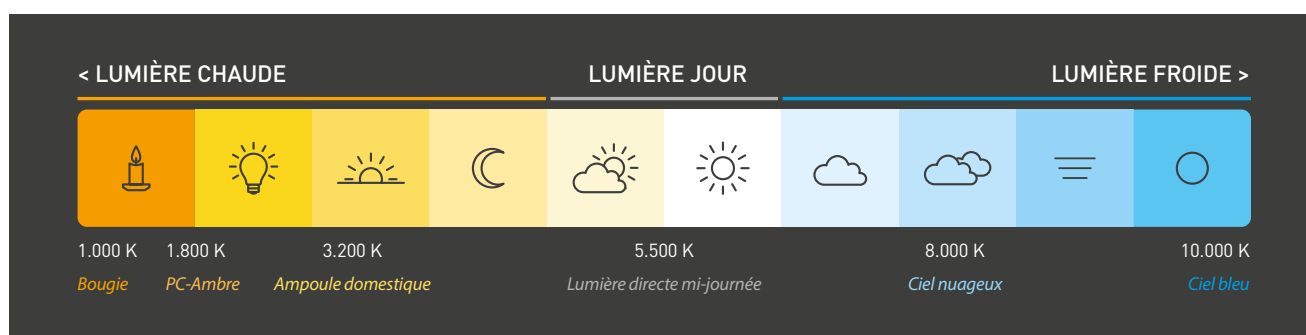 < LUMIÈRE CHAUDE LUMIÈRE JOUR LUMIÈRE FROIDE >
1.000 K 1.800 K 3.200 K 5.500 K 8.000 K 10.000 K
Bougie PC-Ambre Ampoule domestique Lumière directe mi-journée Ciel nuageux Ciel bleu